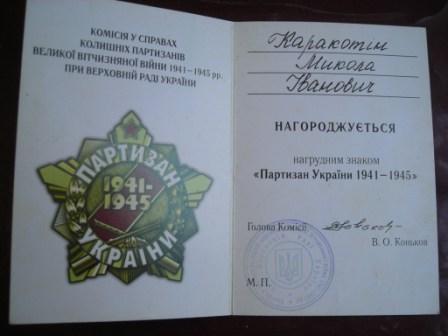 КОМІСІЯ У СПРАВАХ
КОЛИШНІХ ПАРТИЗАНІВ
ВЕЛИКОЇ ВІТЧИЗНЯНОЇ ВІЙНИ 1941–1945 рр.
ПРИ ВЕРХОВНІЙ РАДІ УКРАЇНИ
ПАРТИЗАН
1941-
1945
УКРАЇНИ
Каракотин
Микола
Іванович
НАГОРОДЖУЄТЬСЯ
нагрудним знаком
«Партизан України 1941–1945»
Голова Комісії
В. О. Коньков
М. П.